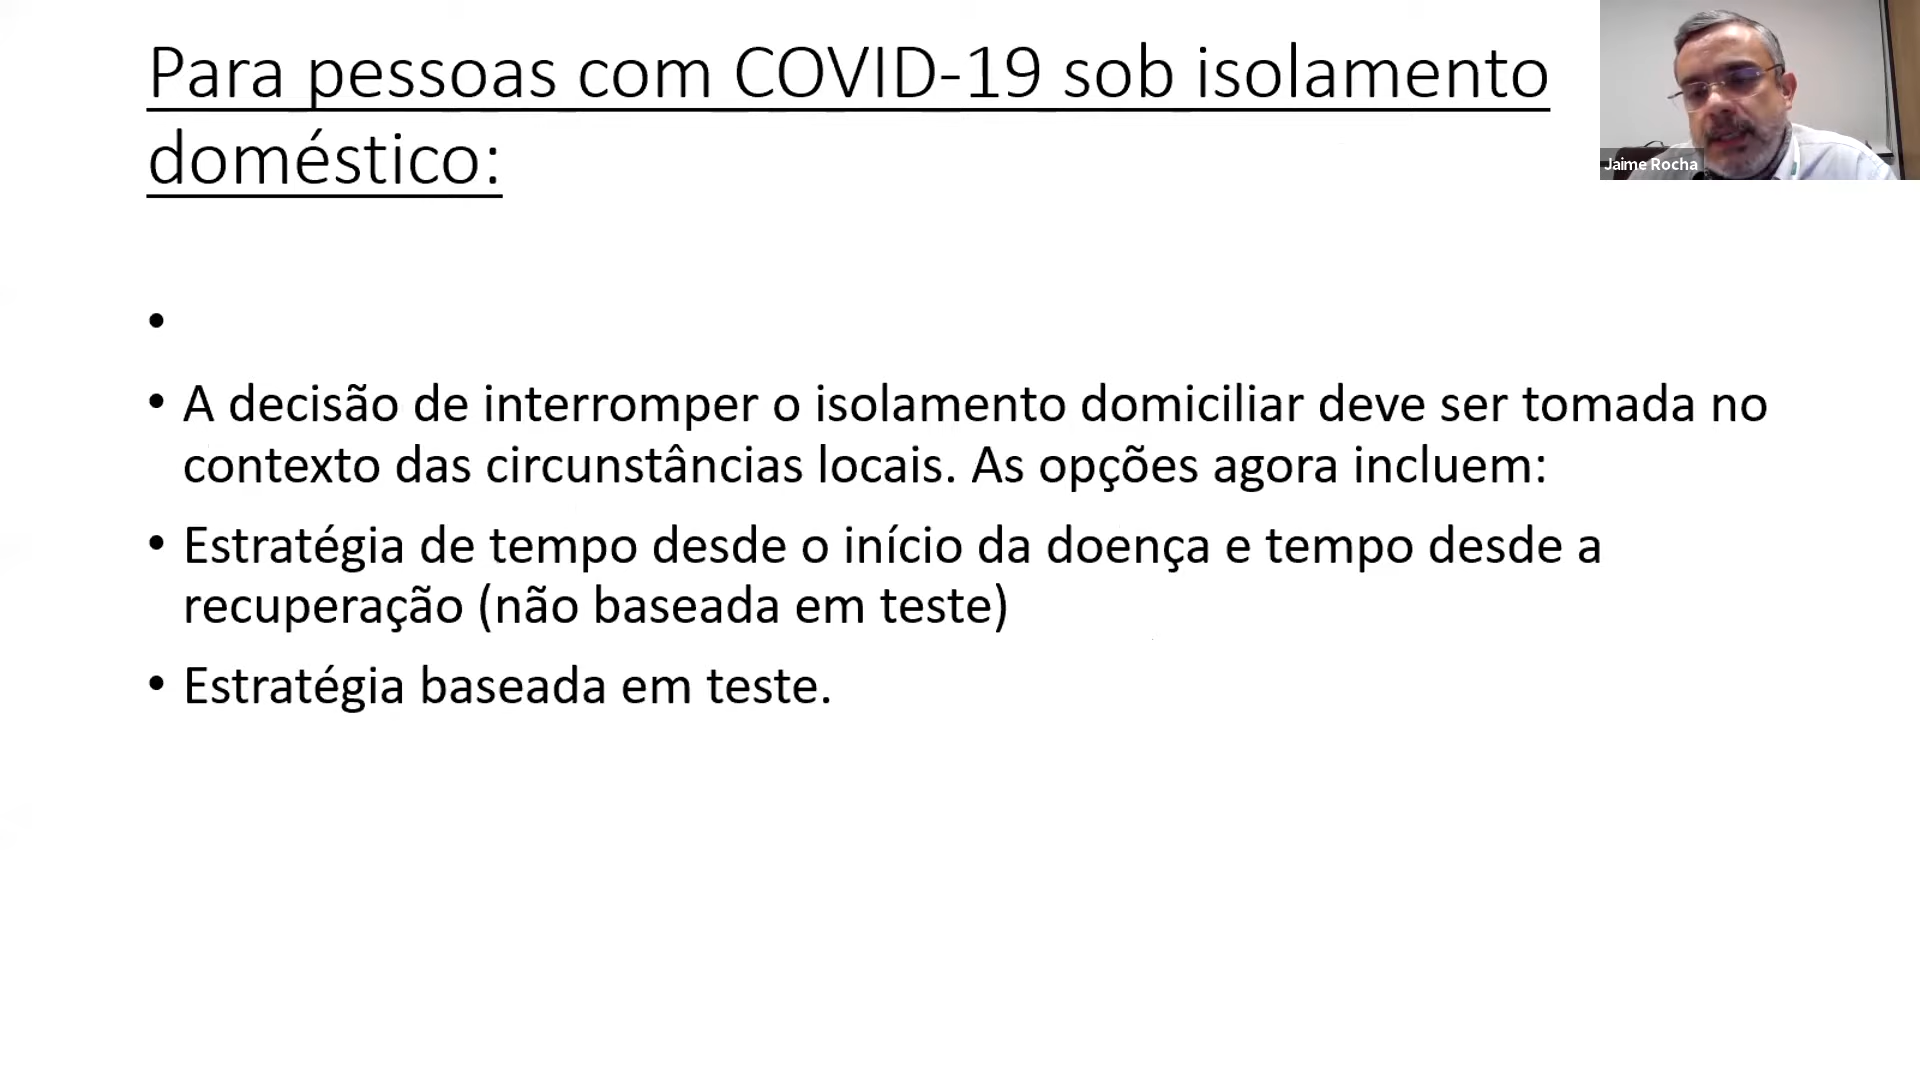 Para pessoas com COVID-19 sob isolamento
doméstico:
Jaime Rocha
•
• A decisão de interromper o isolamento domiciliar deve ser tomada no
contexto das circunstâncias locais. As opções agora incluem:
• Estratégia de tempo desde o início da doença e tempo desde a
recuperação (não baseada em teste)
• Estratégia baseada em teste.